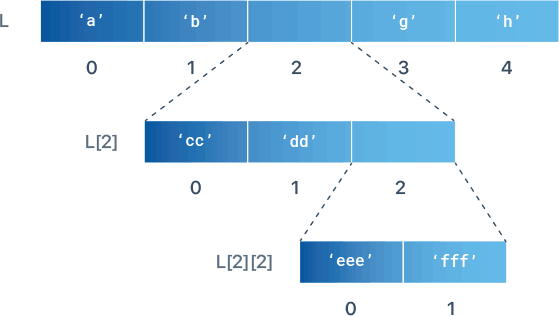 L ‘a’ ‘b’ ‘g’ ‘h’
0 1 2 3 4
L[2] ‘cc’ ‘dd’
0 1 2
L[2][2] ‘eee’ ‘fff’
0 1